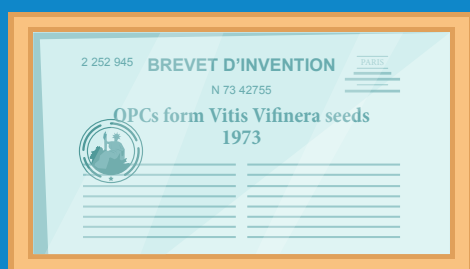 2 252 945 BREVET D'INVENTION PARIS
N 73 42755
OPCs form Vitis Vifinera seeds
1973